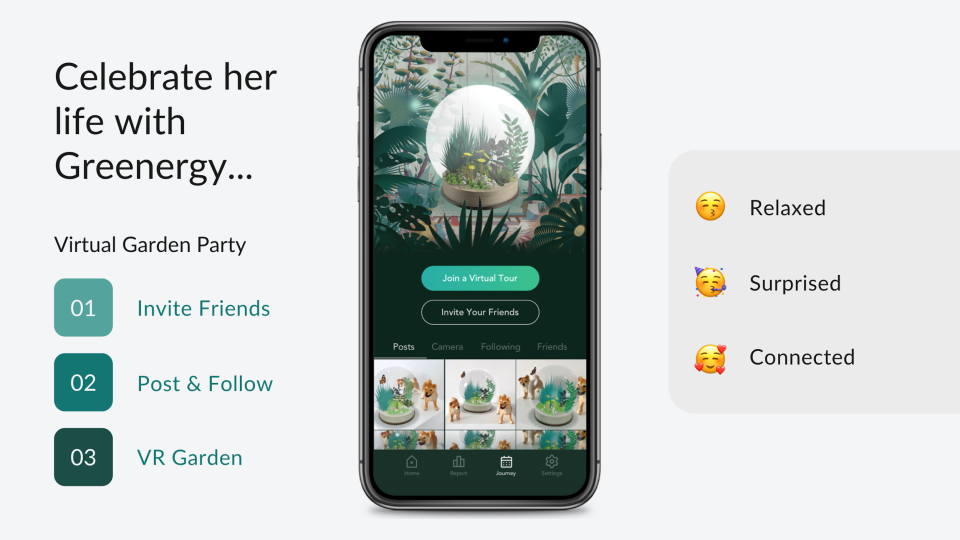 Celebrate her
life with
Greenergy...
Virtual Garden Party
01 Invite Friends
02 Post & Follow
03 VR Garden
Join a Virtual Tour
Invite Your Friends
Posts Camera Following Friends
Home Report Journey Settings
Relaxed
Surprised
Connected